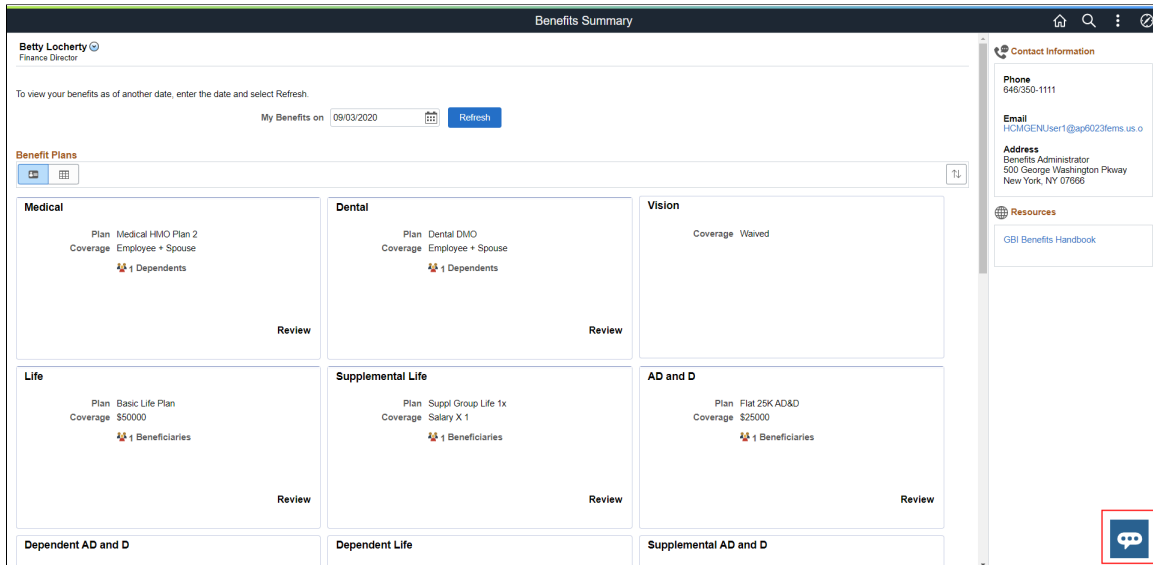 Benefits Summary
Betty Locherty
Finance Director
To view your benefits as of another date, enter the date and select Refresh.
My Benefits on 09/03/2020 Refresh
Benefit Plans
Medical
Plan Medical HMO Plan 2
Coverage Employee + Spouse
1 Dependents
Review
Dental
Plan Dental DMO
Coverage Employee + Spouse
1 Dependents
Review
Vision
Coverage Waived
Life
Plan Basic Life Plan
Coverage $50000
1 Beneficiaries
Review
Supplemental Life
Plan Suppl Group Life 1x
Coverage Salary X 1
1 Beneficiaries
Review
AD and D
Plan Flat 25K AD&D
Coverage $25000
1 Beneficiaries
Review
Dependent AD and D
Dependent Life
Supplemental AD and D
Contact Information
Phone
646/350-1111
Email
HCMGENUser1@ap6023fems.us.o
Address
Benefits Administrator
500 George Washington Pkway
New York, NY 07666
Resources
GBI Benefits Handbook